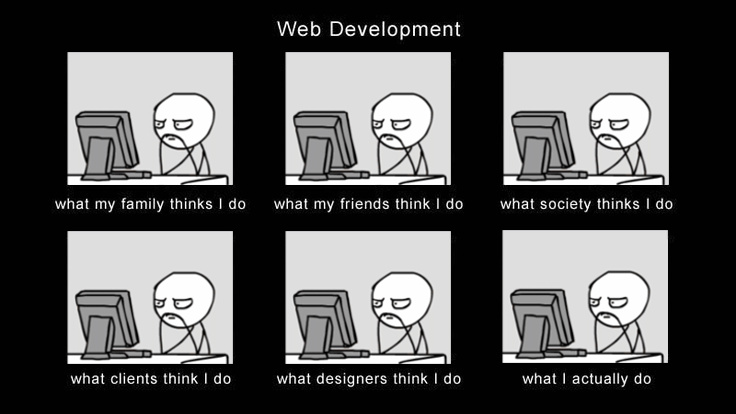 Web Development
what my family thinks I do
what my friends think I do
what society thinks I do
what clients think I do
what designers think I do
what I actually do